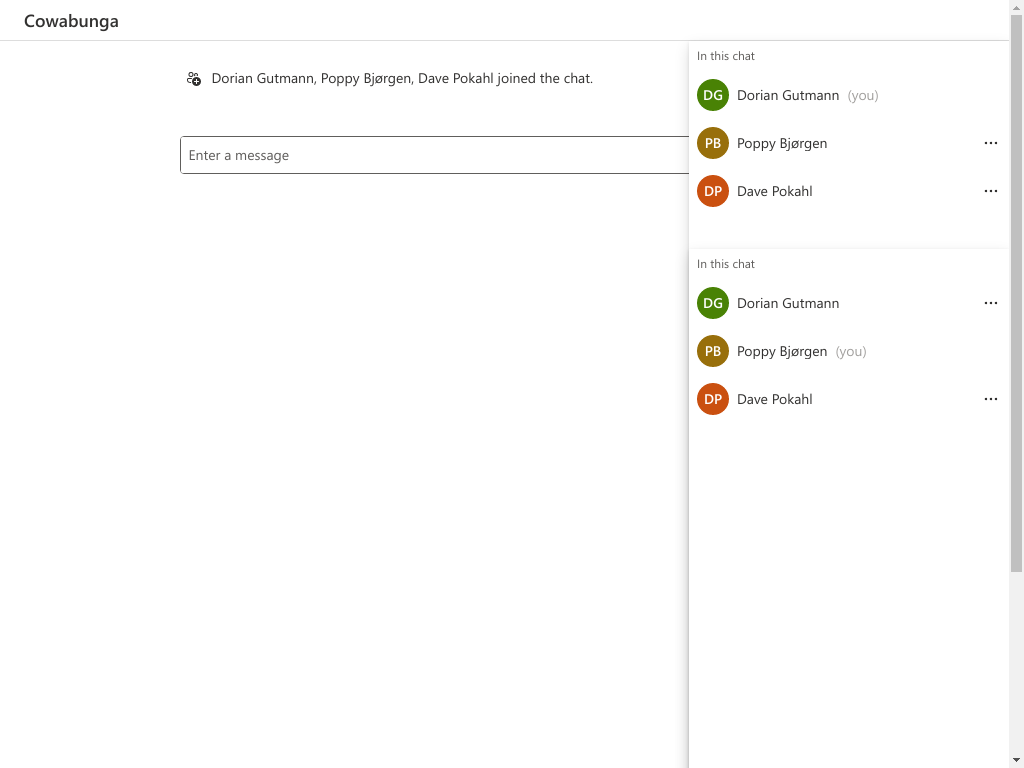 Cowabunga
Dorian Gutmann, Poppy Bjørgen, Dave Pokahl joined the chat.
Enter a message
In this chat
DG Dorian Gutmann (you)
PB Poppy Bjørgen
DP Dave Pokahl
In this chat
DG Dorian Gutmann
PB Poppy Bjørgen (you)
DP Dave Pokahl